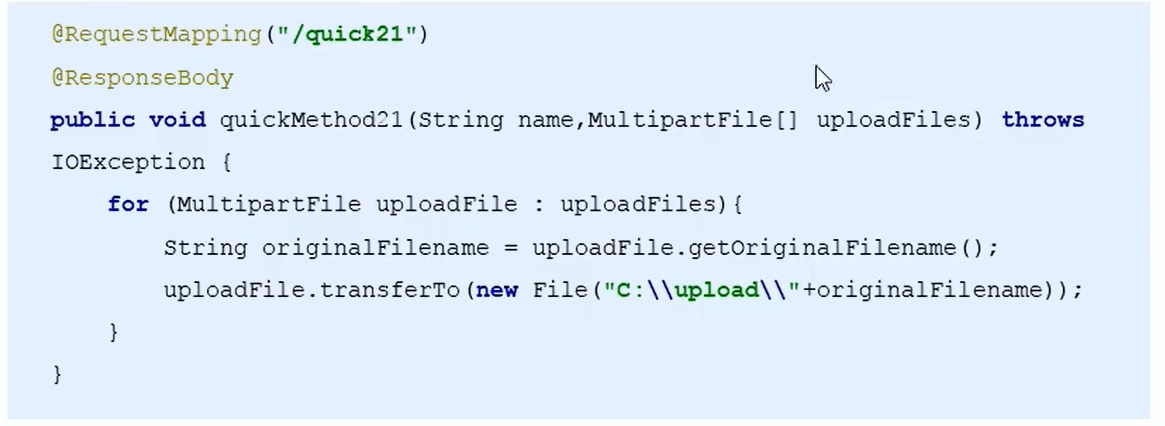 @RequestMapping("/quick21")
@ResponseBody
public void quickMethod21(String name,MultipartFile[] uploadFiles) throws
IOException {
    for (MultipartFile uploadFile : uploadFiles){
        String originalFilename = uploadFile.getOriginalFilename();
        uploadFile.transferTo(new File("C:\\upload\\"+originalFilename));
    }
}